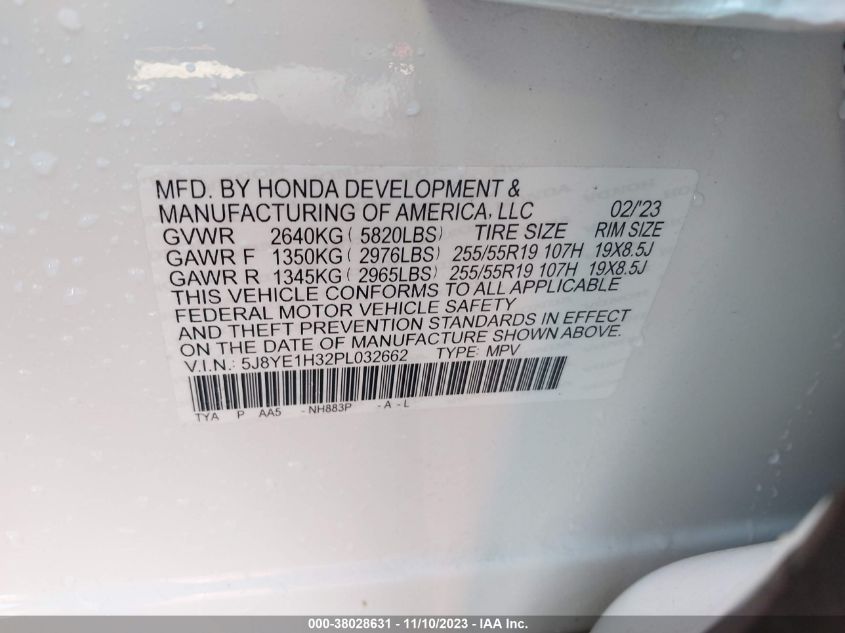 MFD. BY HONDA DEVELOPMENT &
MANUFACTURING OF AMERICA, LLC 02/'23
GVWR 2640KG ( 5820LBS) TIRE SIZE RIM SIZE
GAWR F 1350KG ( 2976LBS) 255/55R19 107H 19X8.5J
GAWR R 1345KG ( 2965LBS) 255/55R19 107H 19X8.5J
THIS VEHICLE CONFORMS TO ALL APPLICABLE
FEDERAL MOTOR VEHICLE SAFETY
AND THEFT PREVENTION STANDARDS IN EFFECT
ON THE DATE OF MANUFACTURE SHOWN ABOVE.
V.I.N.: 5J8YE1H32PL032662 TYPE: MPV
TYA P AA5 -NH883P -A-L
000-38028631 - 11/10/2023 - IAA Inc.